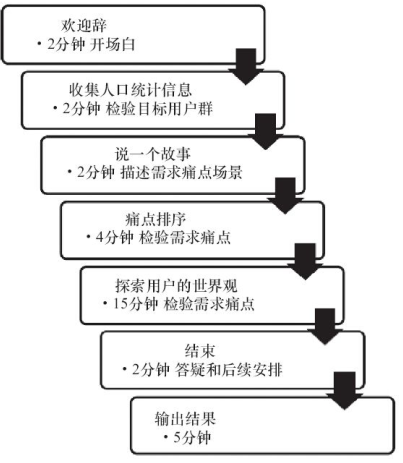 欢迎辞
·2分钟 开场白
收集人口统计信息
·2分钟 检验目标用户群
说一个故事
·2分钟 描述需求痛点场景
痛点排序
·4分钟 检验需求痛点
探索用户的世界观
·15分钟 检验需求痛点
结束
·2分钟 答疑和后续安排
输出结果
·5分钟